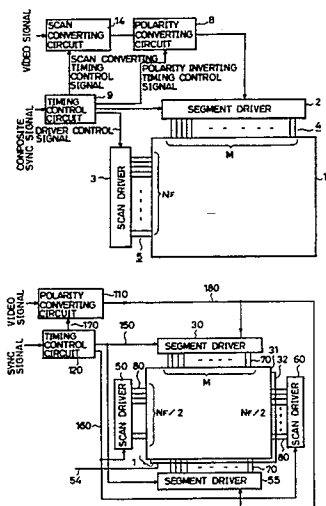 14
8
SCAN CONVERTING CIRCUIT
POLARITY CONVERTING CIRCUIT
VIDEO SIGNAL
SCAN CONVERTING TIMING CONTROL SIGNAL
POLARITY INVERTING TIMING CONTROL SIGNAL
9
TIMING CONTROL CIRCUIT
COMPOSITE SYNC SIGNAL
DRIVER CONTROL SIGNAL
SEGMENT DRIVER
2
4
M
3
SCAN DRIVER
NF
1
5
110
180
POLARITY CONVERTING CIRCUIT
VIDEO SIGNAL
170
150
30
SYNC SIGNAL
TIMING CONTROL CIRCUIT
120
SEGMENT DRIVER
31
32
60
70
M
50
80
SCAN DRIVER
NF/2
NF/2
SCAN DRIVER
160
80
1
70
54
SEGMENT DRIVER
55